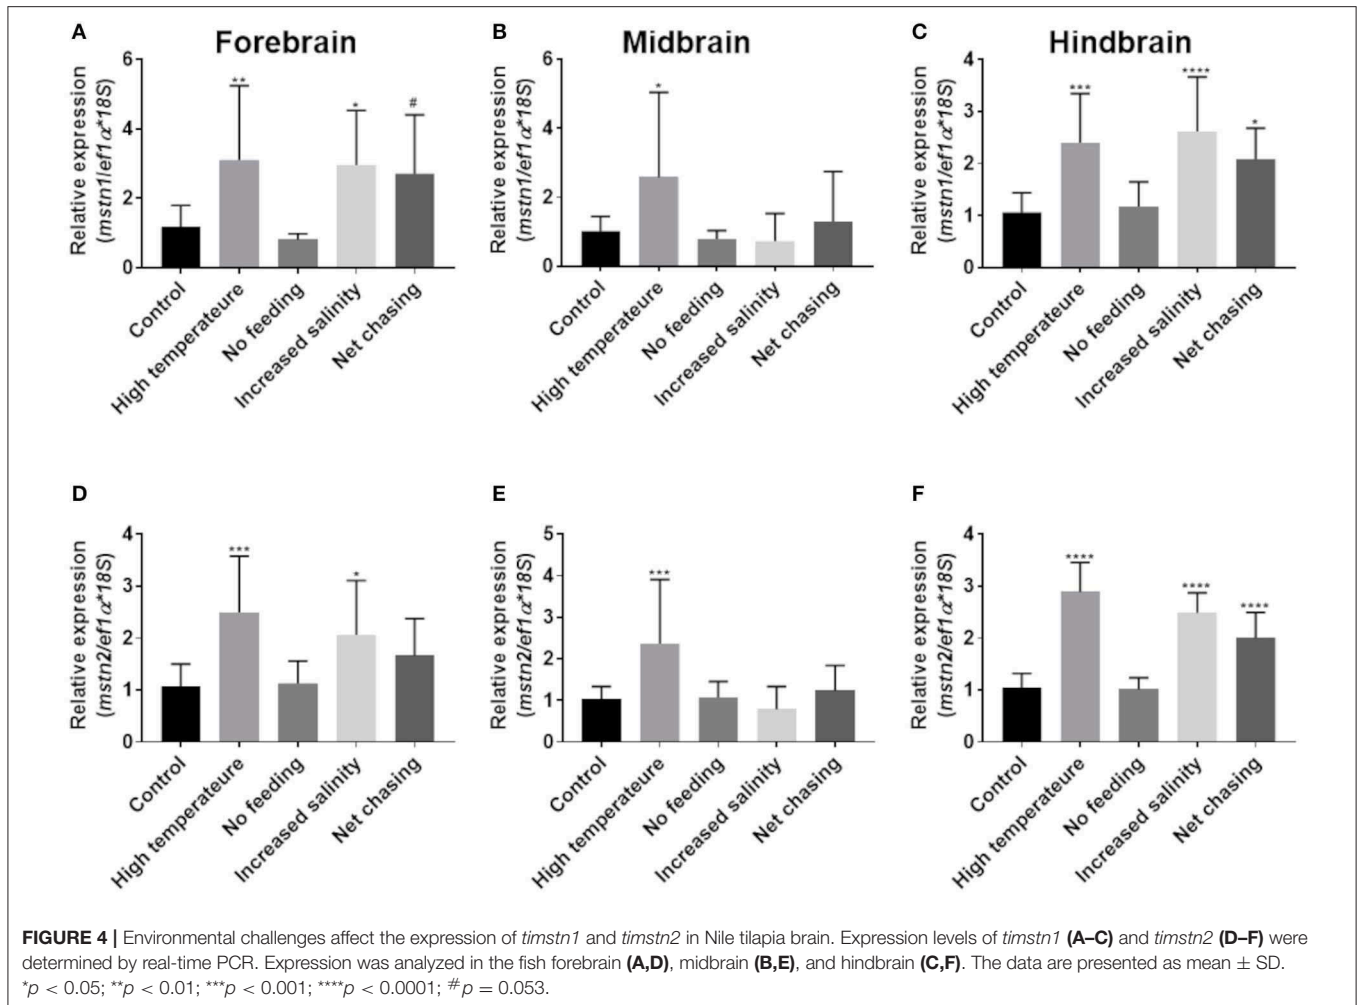 A Forebrain
B Midbrain
C Hindbrain
Relative expression
(mstn1/ef1α*18S)
6
4
2
0
**
*
#
Control
High temperateure
No feeding
Increased salinity
Net chasing
Relative expression
(mstn1/ef1α*18S)
6
4
2
0
*
Control
High temperateure
No feeding
Increased salinity
Net chasing
Relative expression
(mstn1/ef1α*18S)
4
3
2
1
0
***
****
*
Control
High temperateure
No feeding
Increased salinity
Net chasing
D
Relative expression
(mstn2/ef1α*18S)
4
3
2
1
0
***
*
Control
High temperateure
No feeding
Increased salinity
Net chasing
E
Relative expression
(mstn2/ef1α*18S)
5
4
3
2
1
0
***
Control
High temperateure
No feeding
Increased salinity
Net chasing
F
Relative expression
(mstn2/ef1α*18S)
4
3
2
1
0
****
****
****
Control
High temperateure
No feeding
Increased salinity
Net chasing
FIGURE 4 | Environmental challenges affect the expression of timstn1 and timstn2 in Nile tilapia brain. Expression levels of timstn1 (A–C) and timstn2 (D–F) were
determined by real-time PCR. Expression was analyzed in the fish forebrain (A,D), midbrain (B,E), and hindbrain (C,F). The data are presented as mean ± SD.
*p < 0.05; **p < 0.01; ***p < 0.001; ****p < 0.0001; #p = 0.053.